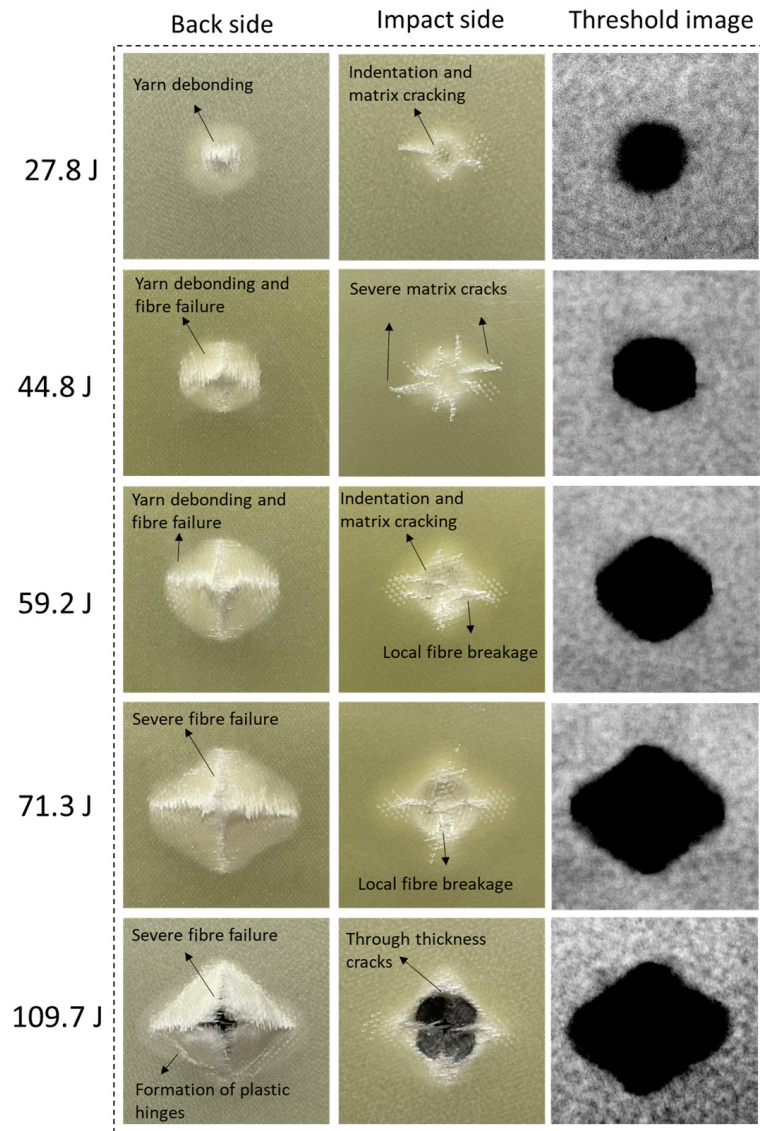 Back side
Impact side
Threshold image
27.8 J
Yarn debonding
Indentation and
matrix cracking
44.8 J
Yarn debonding and
fibre failure
Severe matrix cracks
59.2 J
Yarn debonding and
fibre failure
Indentation and
matrix cracking
Local fibre breakage
71.3 J
Severe fibre failure
Local fibre breakage
109.7 J
Severe fibre failure
Formation of plastic
hinges
Through thickness
cracks